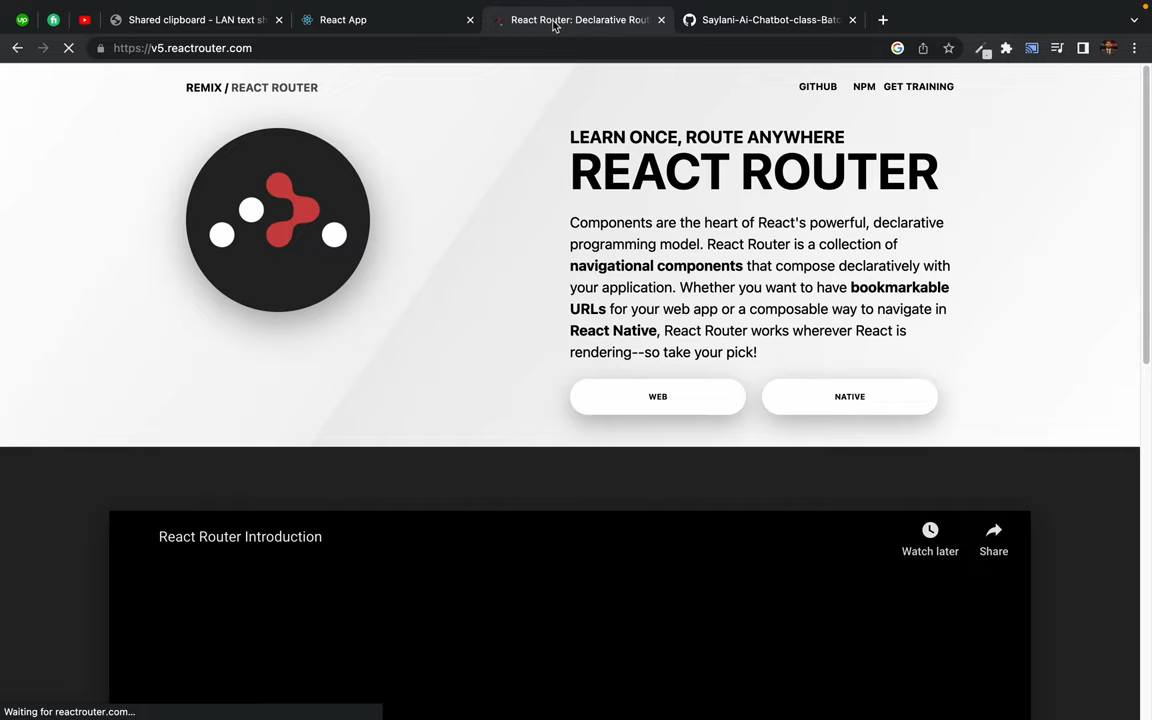 Shared clipboard - LAN text sh
React App
React Router: Declarative Rout
Saylani-Ai-Chatbot-class-Batc
https://v5.reactrouter.com
REMIX / REACT ROUTER
GITHUB NPM GET TRAINING
LEARN ONCE, ROUTE ANYWHERE
REACT ROUTER
Components are the heart of React's powerful, declarative
programming model. React Router is a collection of
navigational components that compose declaratively with
your application. Whether you want to have bookmarkable
URLs for your web app or a composable way to navigate in
React Native, React Router works wherever React is
rendering--so take your pick!
WEB
NATIVE
React Router Introduction
Watch later
Share
Waiting for reactrouter.com...